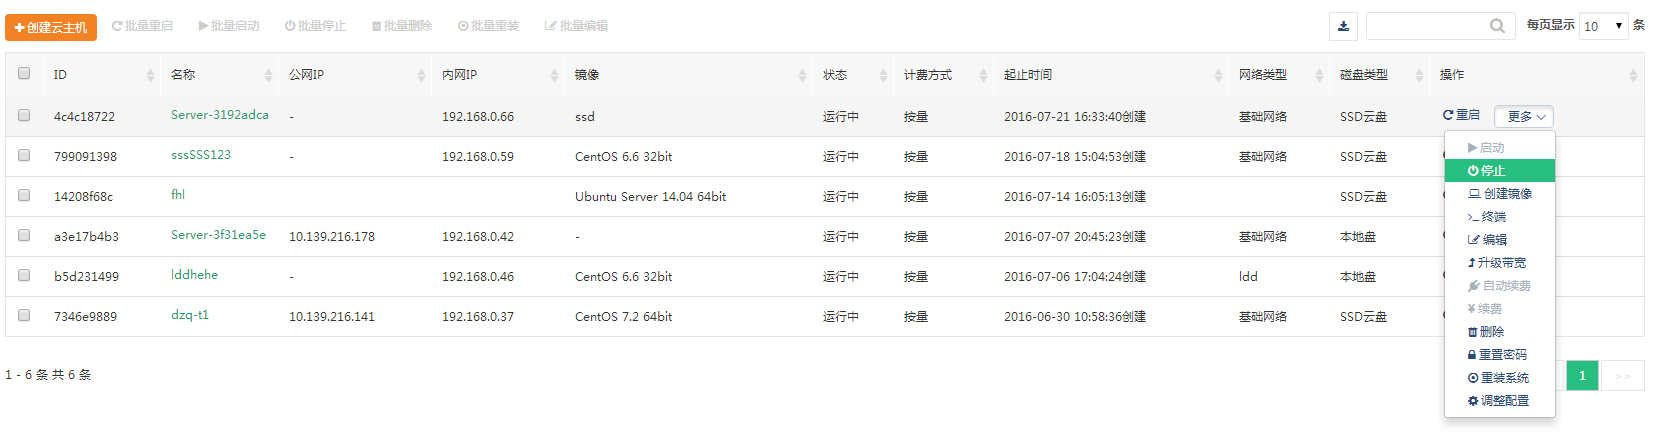 创建云主机 批量重启 批量启动 批量停止 批量删除 批量重装 批量编辑 每页显示 10 条
ID 名称 公网IP 内网IP 镜像 状态 计费方式 起止时间 网络类型 磁盘类型 操作
4c4c18722 Server-3192adca - 192.168.0.66 ssd 运行中 按量 2016-07-21 16:33:40创建 基础网络 SSD云盘 重启 更多
799091398 sssSSS123 - 192.168.0.59 CentOS 6.6 32bit 运行中 按量 2016-07-18 15:04:53创建 基础网络 SSD云盘
14208f68c fhl Ubuntu Server 14.04 64bit 运行中 按量 2016-07-14 16:05:13创建 SSD云盘
a3e17b4b3 Server-3f31ea5e 10.139.216.178 192.168.0.42 - 运行中 按量 2016-07-07 20:45:23创建 基础网络 本地盘
b5d231499 lddhehe - 192.168.0.46 CentOS 6.6 32bit 运行中 按量 2016-07-06 17:04:24创建 ldd 本地盘
7346e9889 dzq-t1 10.139.216.141 192.168.0.37 CentOS 7.2 64bit 运行中 按量 2016-06-30 10:58:36创建 基础网络 SSD云盘
启动
停止
创建镜像
>_ 终端
编辑
升级带宽
自动续费
¥ 续费
删除
重置密码
重装系统
调整配置
1 - 6 条 共 6 条 1 >>